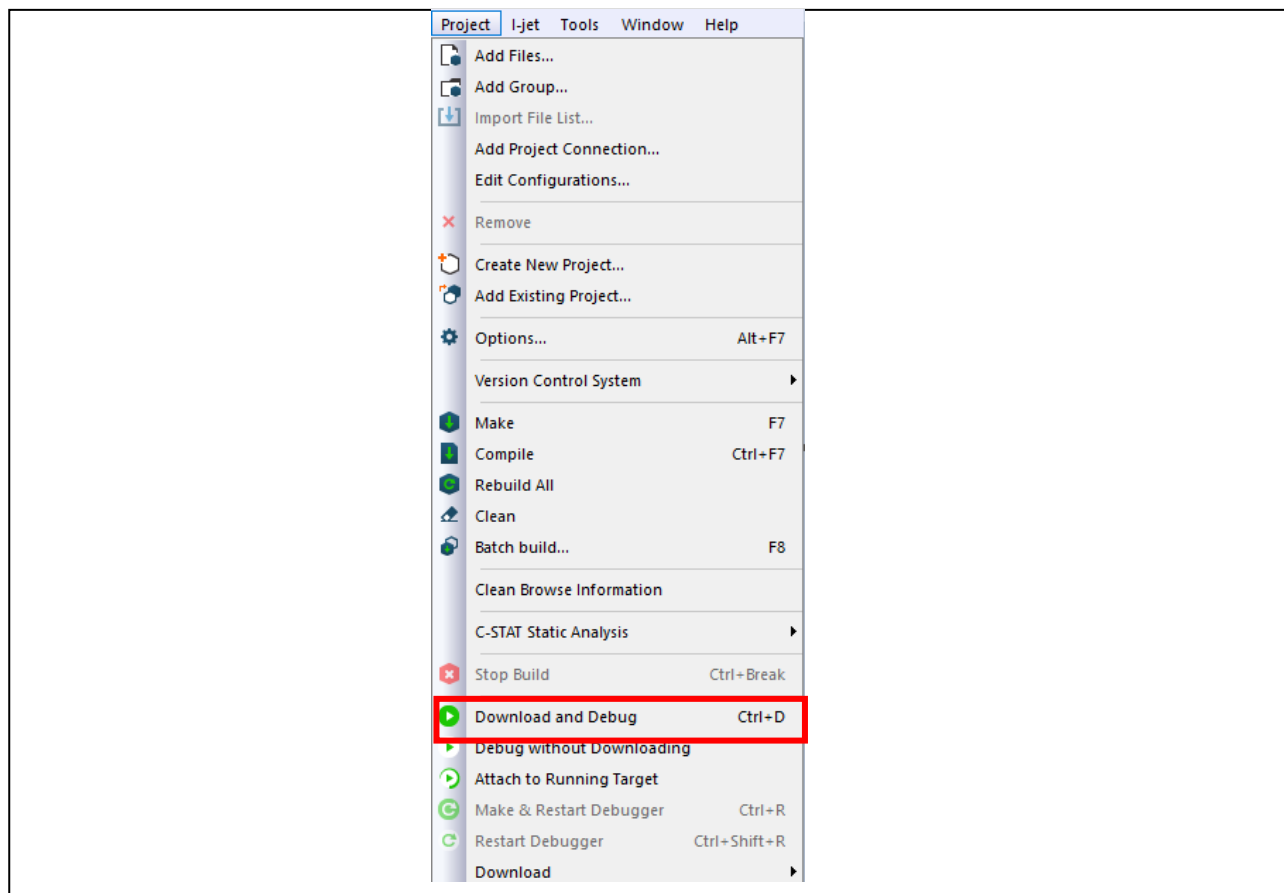 Project I-jet Tools Window Help
Add Files...
Add Group...
Import File List...
Add Project Connection...
Edit Configurations...
Remove
Create New Project...
Add Existing Project...
Options... Alt+F7
Version Control System
Make F7
Compile Ctrl+F7
Rebuild All
Clean
Batch build... F8
Clean Browse Information
C-STAT Static Analysis
Stop Build Ctrl+Break
Download and Debug Ctrl+D
Debug without Downloading
Attach to Running Target
Make & Restart Debugger Ctrl+R
Restart Debugger Ctrl+Shift+R
Download